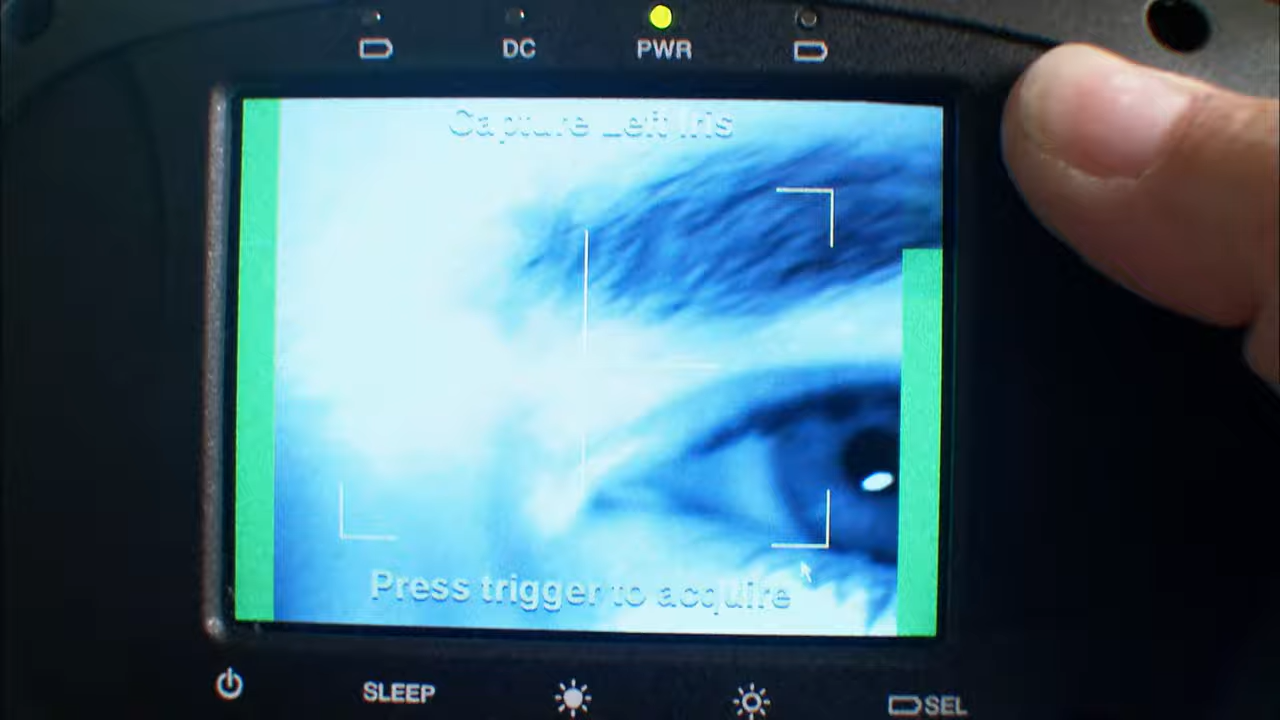 DC PWR
Capture Left Iris
Press trigger to acquire
SLEEP SEL